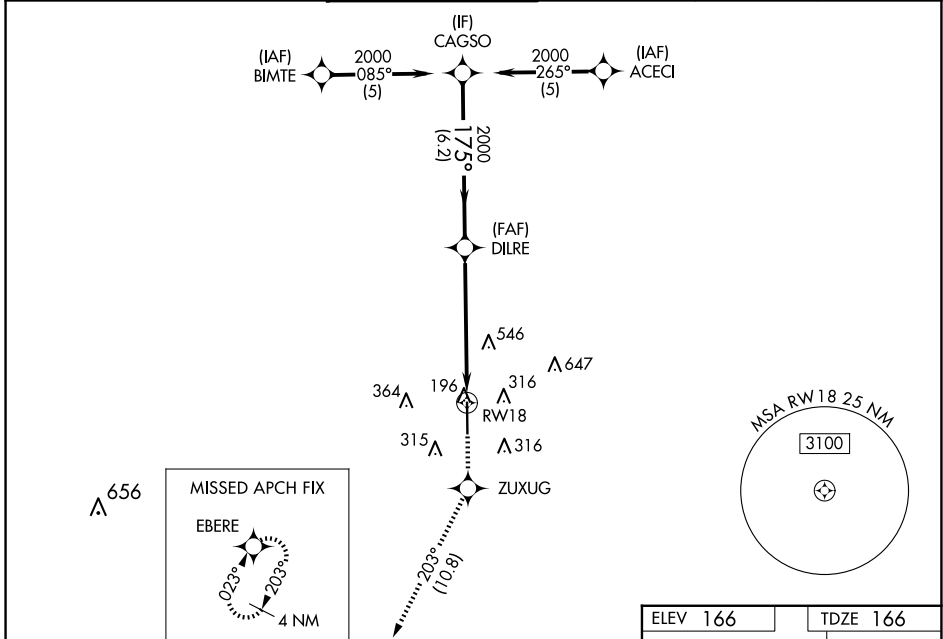 (IF)
CAGSO
(IAF)
BIMTE
2000
085°
(5)
2000
265°
(5)
(IAF)
ACECI
2000
175°
(6.2)
(FAF)
DILRE
546
647
364
196
316
RW18
315
316
ZUXUG
656
MISSED APCH FIX
EBERE
023°
203°
4 NM
203°
(10.8)
MSA RW18 25 NM
3100
ELEV 166
TDZE 166